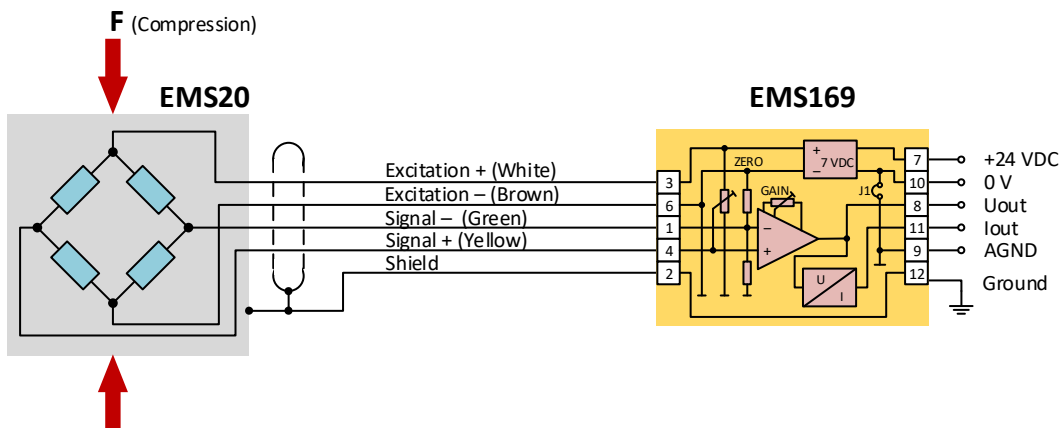 F (Compression)
EMS20
EMS169
Excitation + (White)
Excitation – (Brown)
Signal – (Green)
Signal + (Yellow)
Shield
3
6
1
4
2
ZERO
GAIN
+
7 VDC
–
J1
–
+
U
I
7
10
8
11
9
12
+24 VDC
0 V
Uout
Iout
AGND
Ground